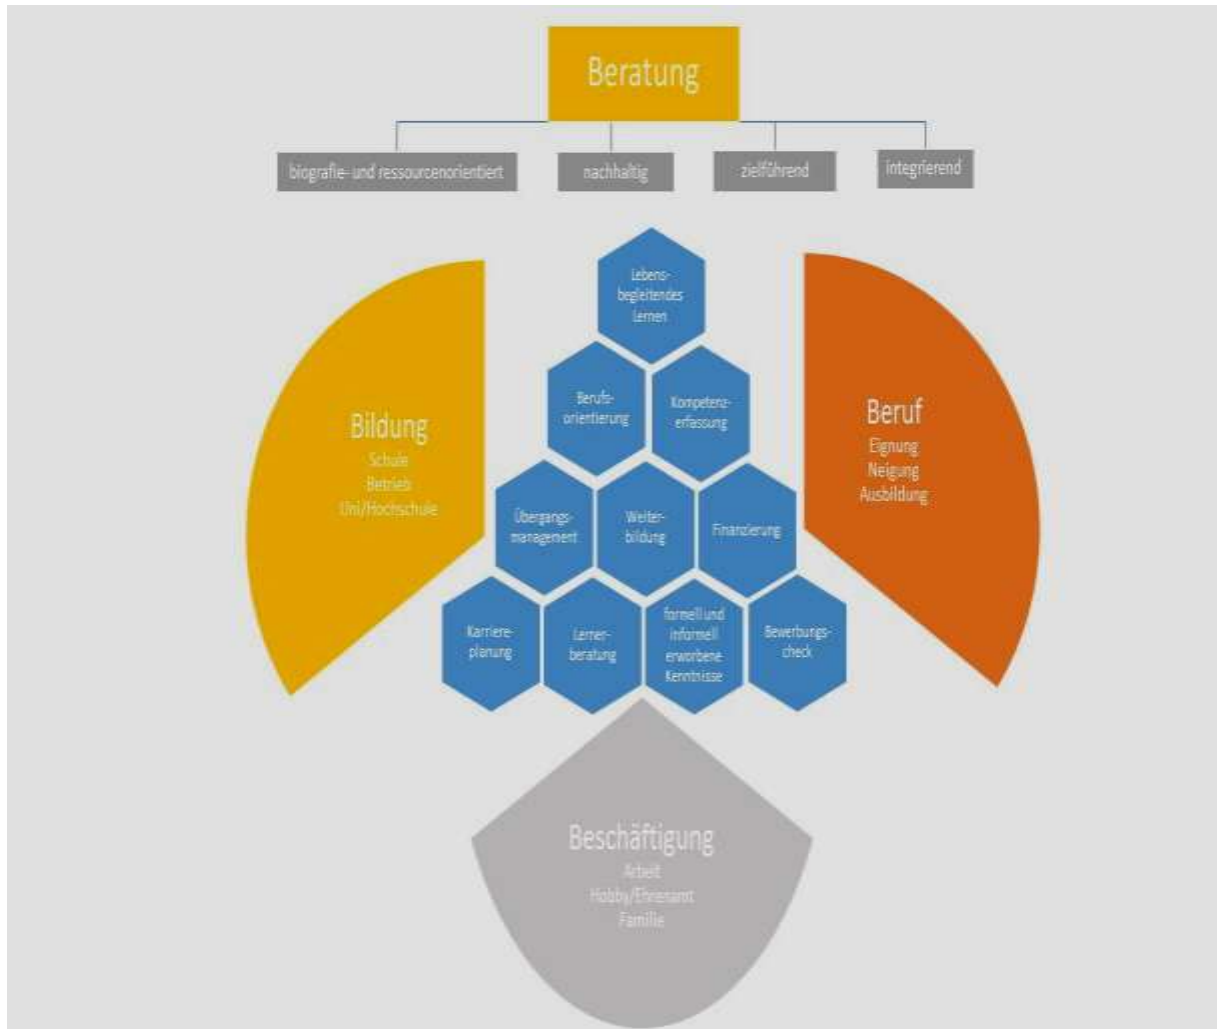 Beratung
biografie- und ressourcenorientiert
nachhaltig
zielführend
integrierend
Lebens-
begleitendes
Lernen
Berufs-
orientierung
Kompetenz-
erfassung
Bildung
Schule
Betrieb
Uni/Hochschule
Beruf
Eignung
Neigung
Ausbildung
Übergangs-
management
Weiter-
bildung
Finanzierung
Karriere-
planung
Lerner-
beratung
formell und
informell
erworbene
Kenntnisse
Bewerbungs-
check
Beschäftigung
Arbeit
Hobby/Ehrenamt
Familie